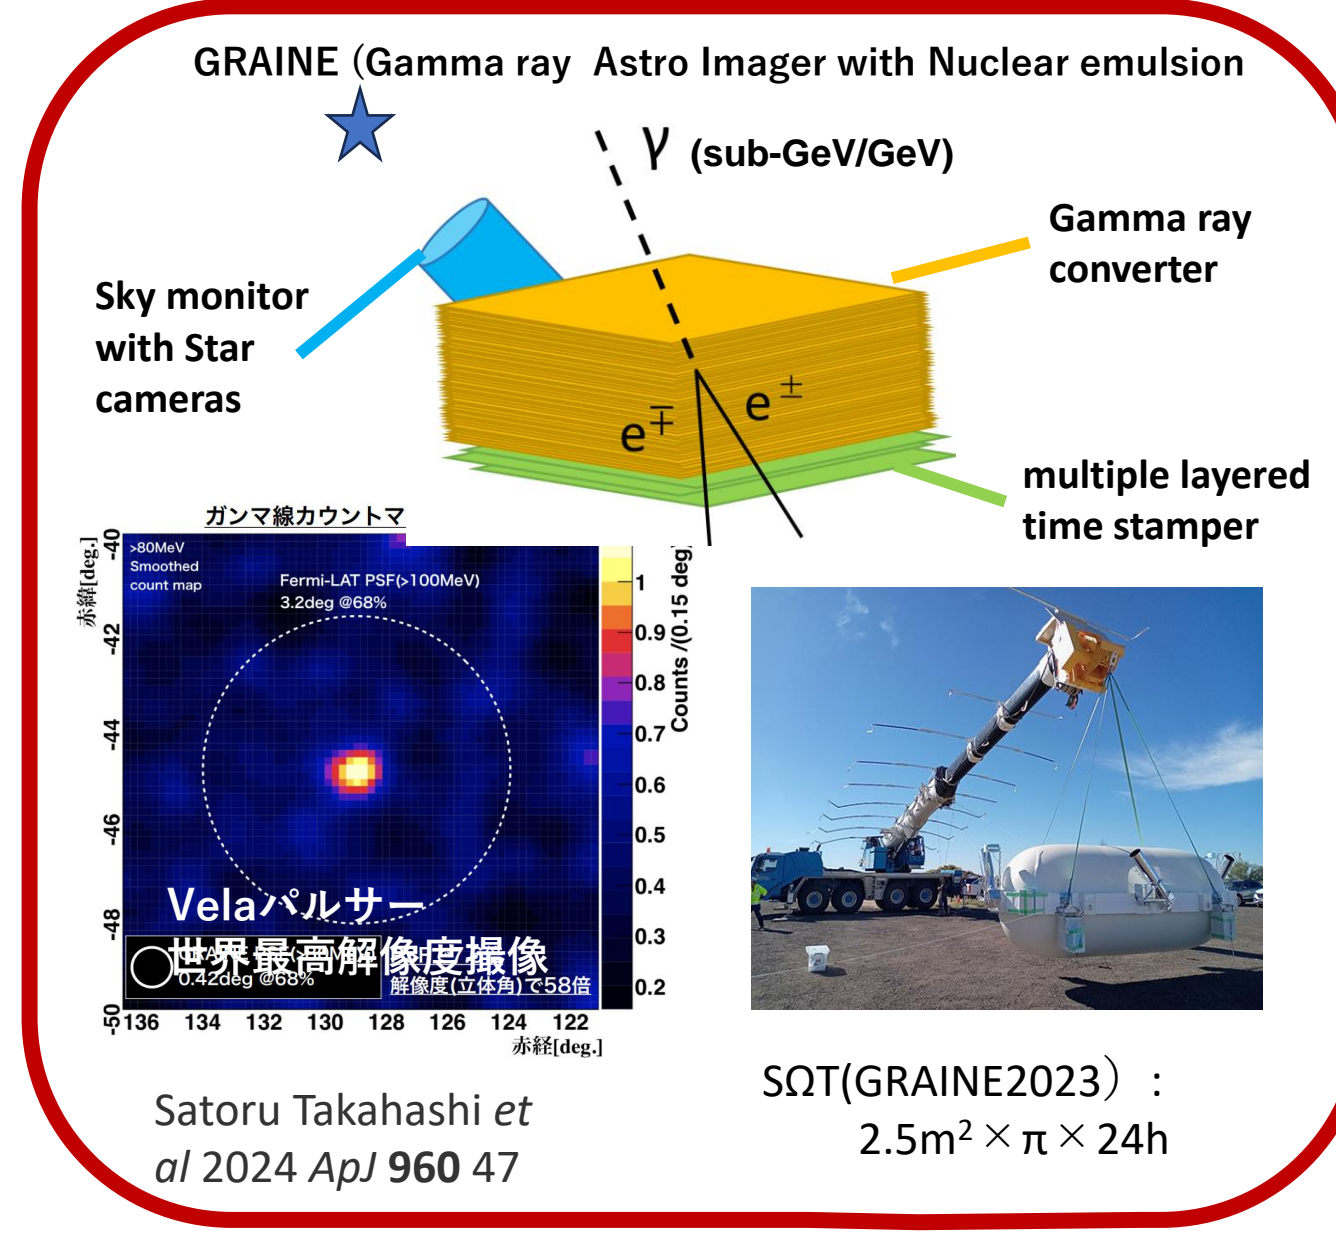 GRAINE (Gamma ray Astro Imager with Nuclear emulsion
γ (sub-GeV/GeV)
Gamma ray
converter
Sky monitor
with Star
cameras
e∓
e±
multiple layered
time stamper
ガンマ線カウントマ
>80MeV
Smoothed
count map
Fermi-LAT PSF(>100MeV)
3.2deg @68%
赤緯[deg.]
-40
-42
-44
-46
-48
-50
1
0.9
0.8
0.7
0.6
0.5
0.4
0.3
0.2
Counts /(0.15 deg)
Velaパルサー
世界最高解像度撮像
0.42deg @68%
解像度(立体角)で58倍
136 134 132 130 128 126 124 122
赤経[deg.]
Satoru Takahashi et
al 2024 ApJ 960 47
SΩT(GRAINE2023）:
2.5m² × π × 24h